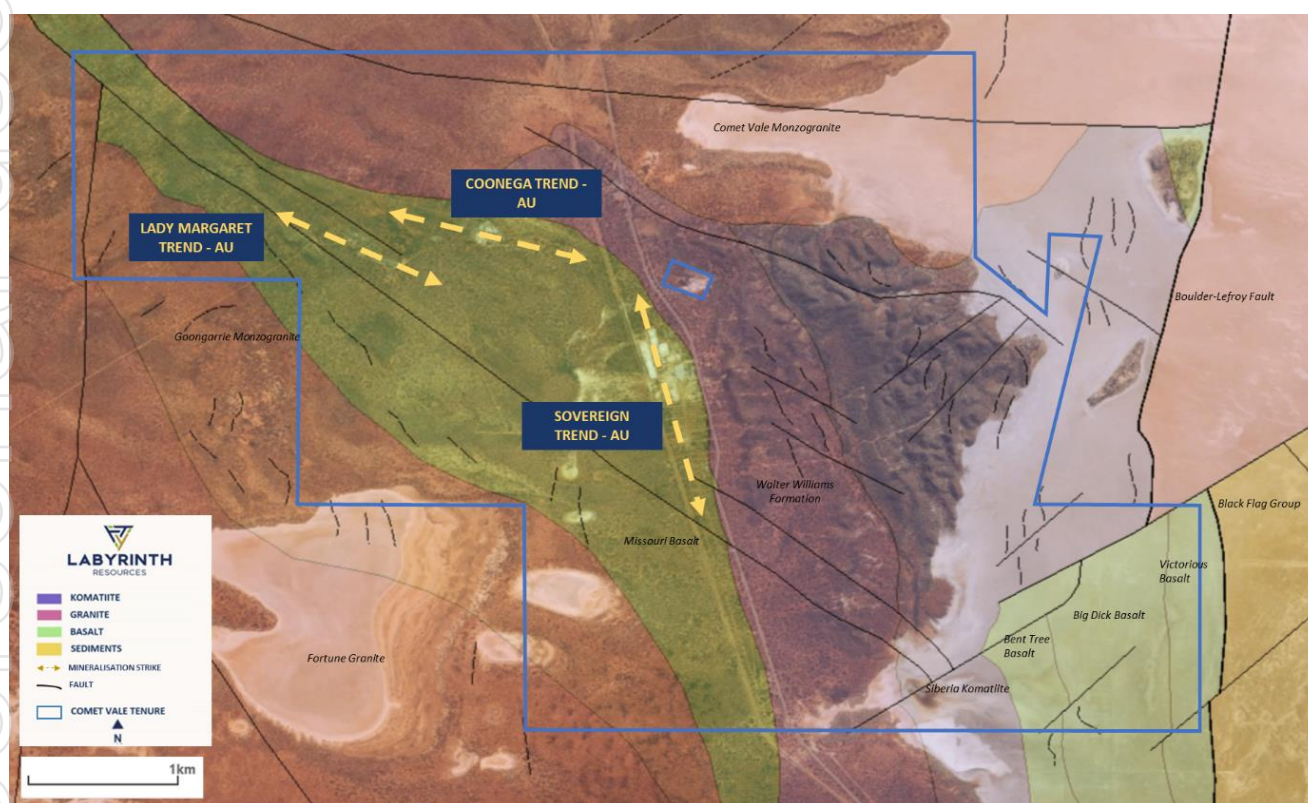 Comet Vale Monzogranite
COONEGA TREND -
AU
LADY MARGARET
TREND - AU
Boulder-Lefroy Fault
Goongarrie Monzogranite
SOVEREIGN
TREND - AU
Walter Williams
Formation
Black Flag Group
Missouri Basalt
Victorious
Basalt
Big Dick Basalt
Bent Tree
Basalt
Fortune Granite
Siberia Komatiite
LABYRINTH
RESOURCES
KOMATIITE
GRANITE
BASALT
SEDIMENTS
MINERALISATION STRIKE
FAULT
COMET VALE TENURE
N
1km